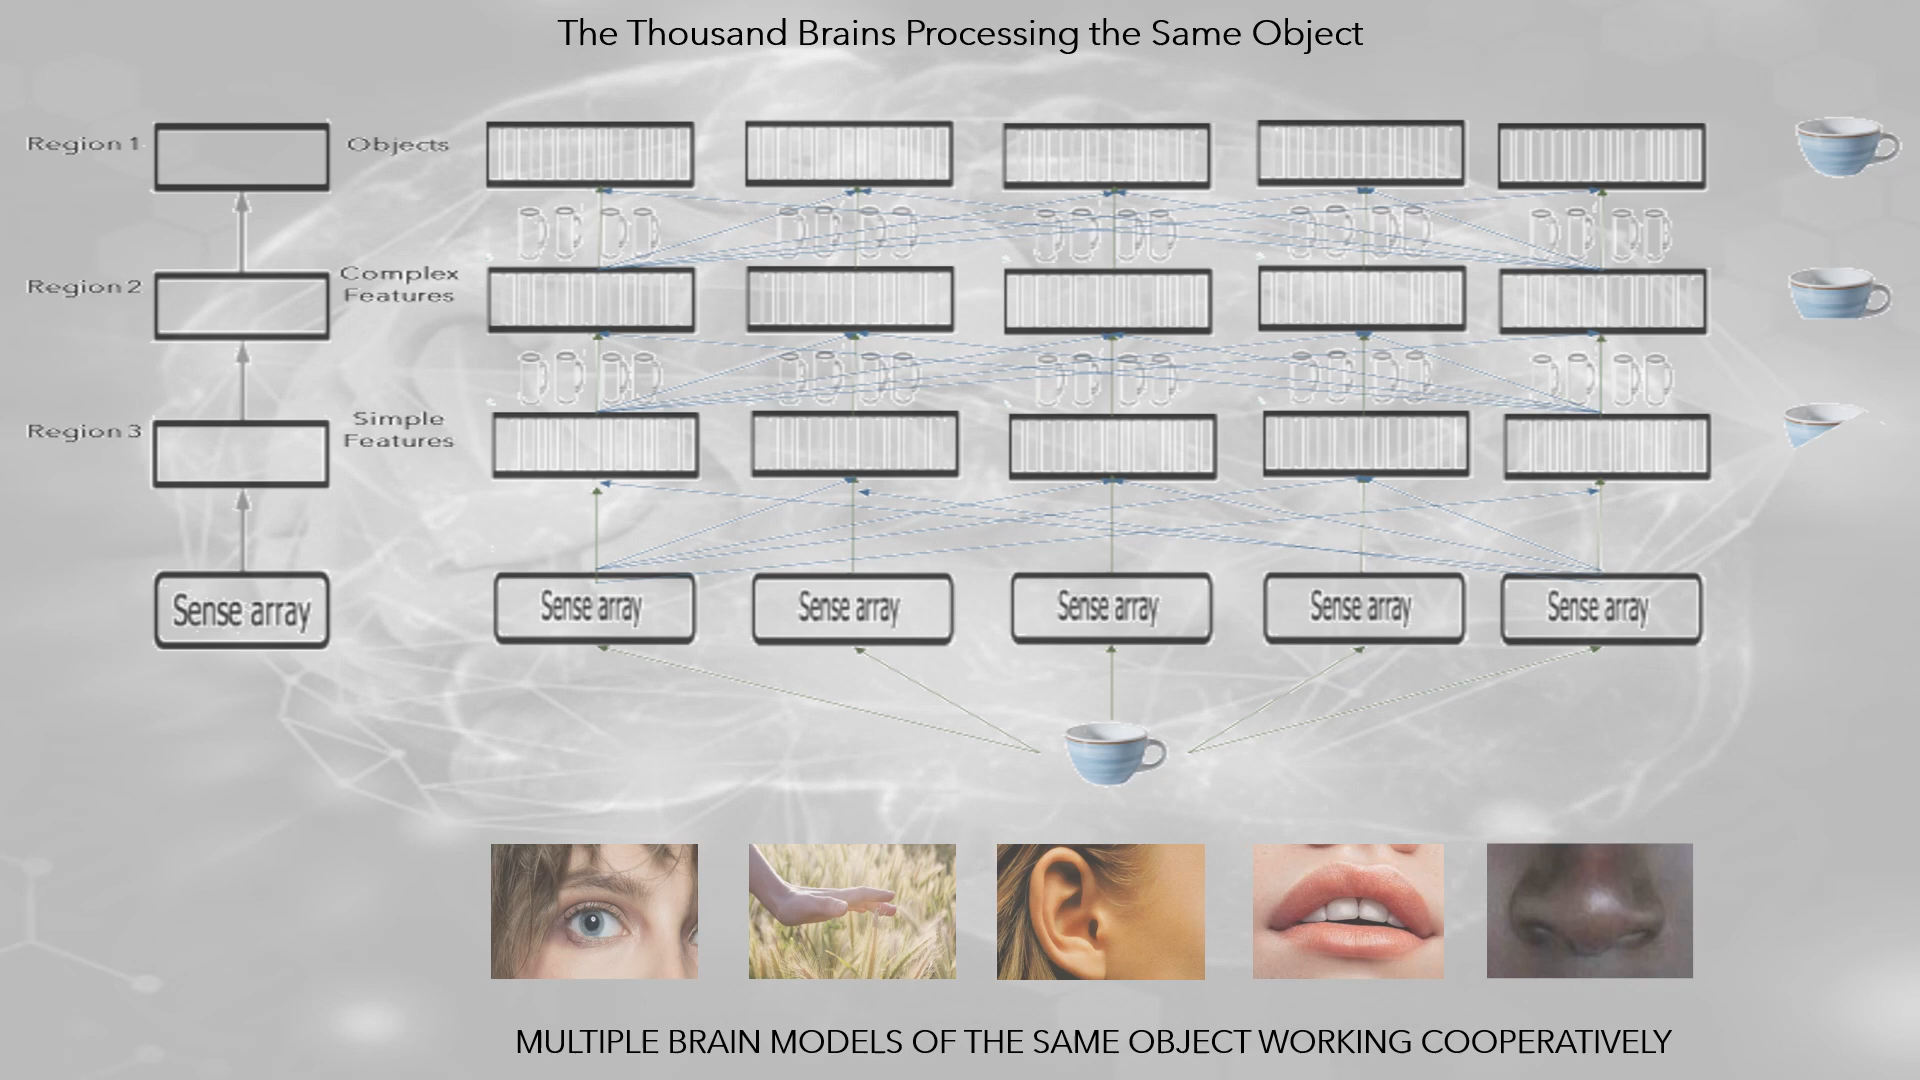 The Thousand Brains Processing the Same Object
Region 1
Objects
Region 2
Complex
Features
Region 3
Simple
Features
Sense array
Sense array
Sense array
Sense array
Sense array
Sense array
MULTIPLE BRAIN MODELS OF THE SAME OBJECT WORKING COOPERATIVELY